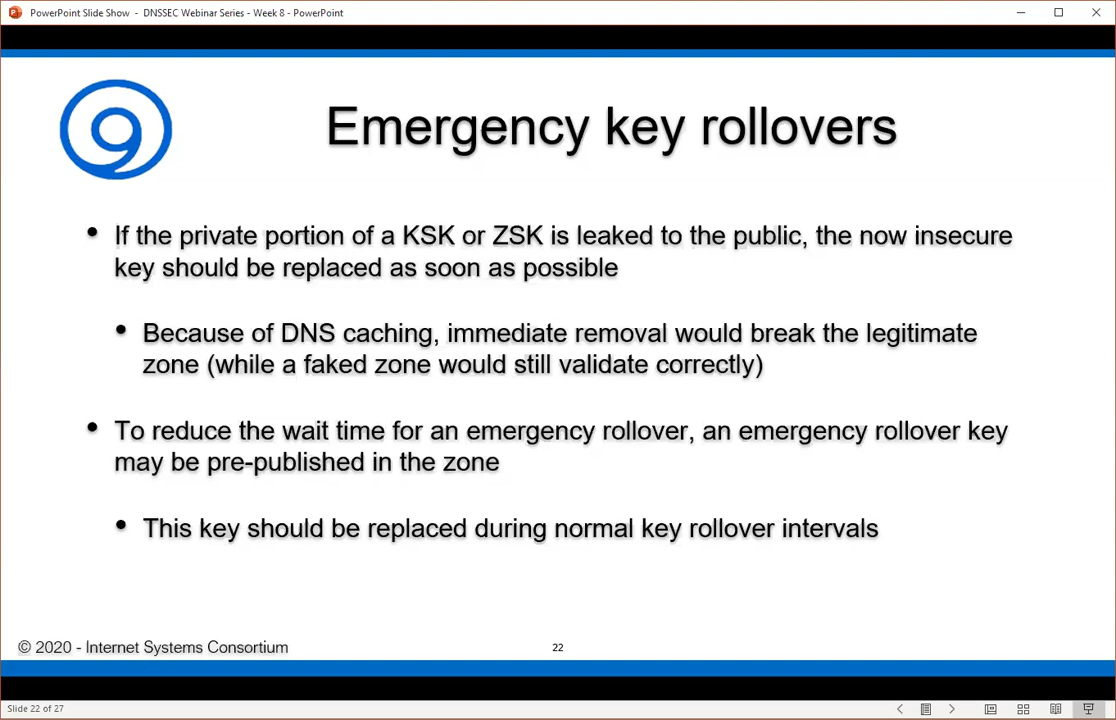 PowerPoint Slide Show - DNSSEC Webinar Series - Week 8 - PowerPoint
Emergency key rollovers
• If the private portion of a KSK or ZSK is leaked to the public, the now insecure
key should be replaced as soon as possible
• Because of DNS caching, immediate removal would break the legitimate
zone (while a faked zone would still validate correctly)
• To reduce the wait time for an emergency rollover, an emergency rollover key
may be pre-published in the zone
• This key should be replaced during normal key rollover intervals
© 2020 - Internet Systems Consortium
22
Slide 22 of 27